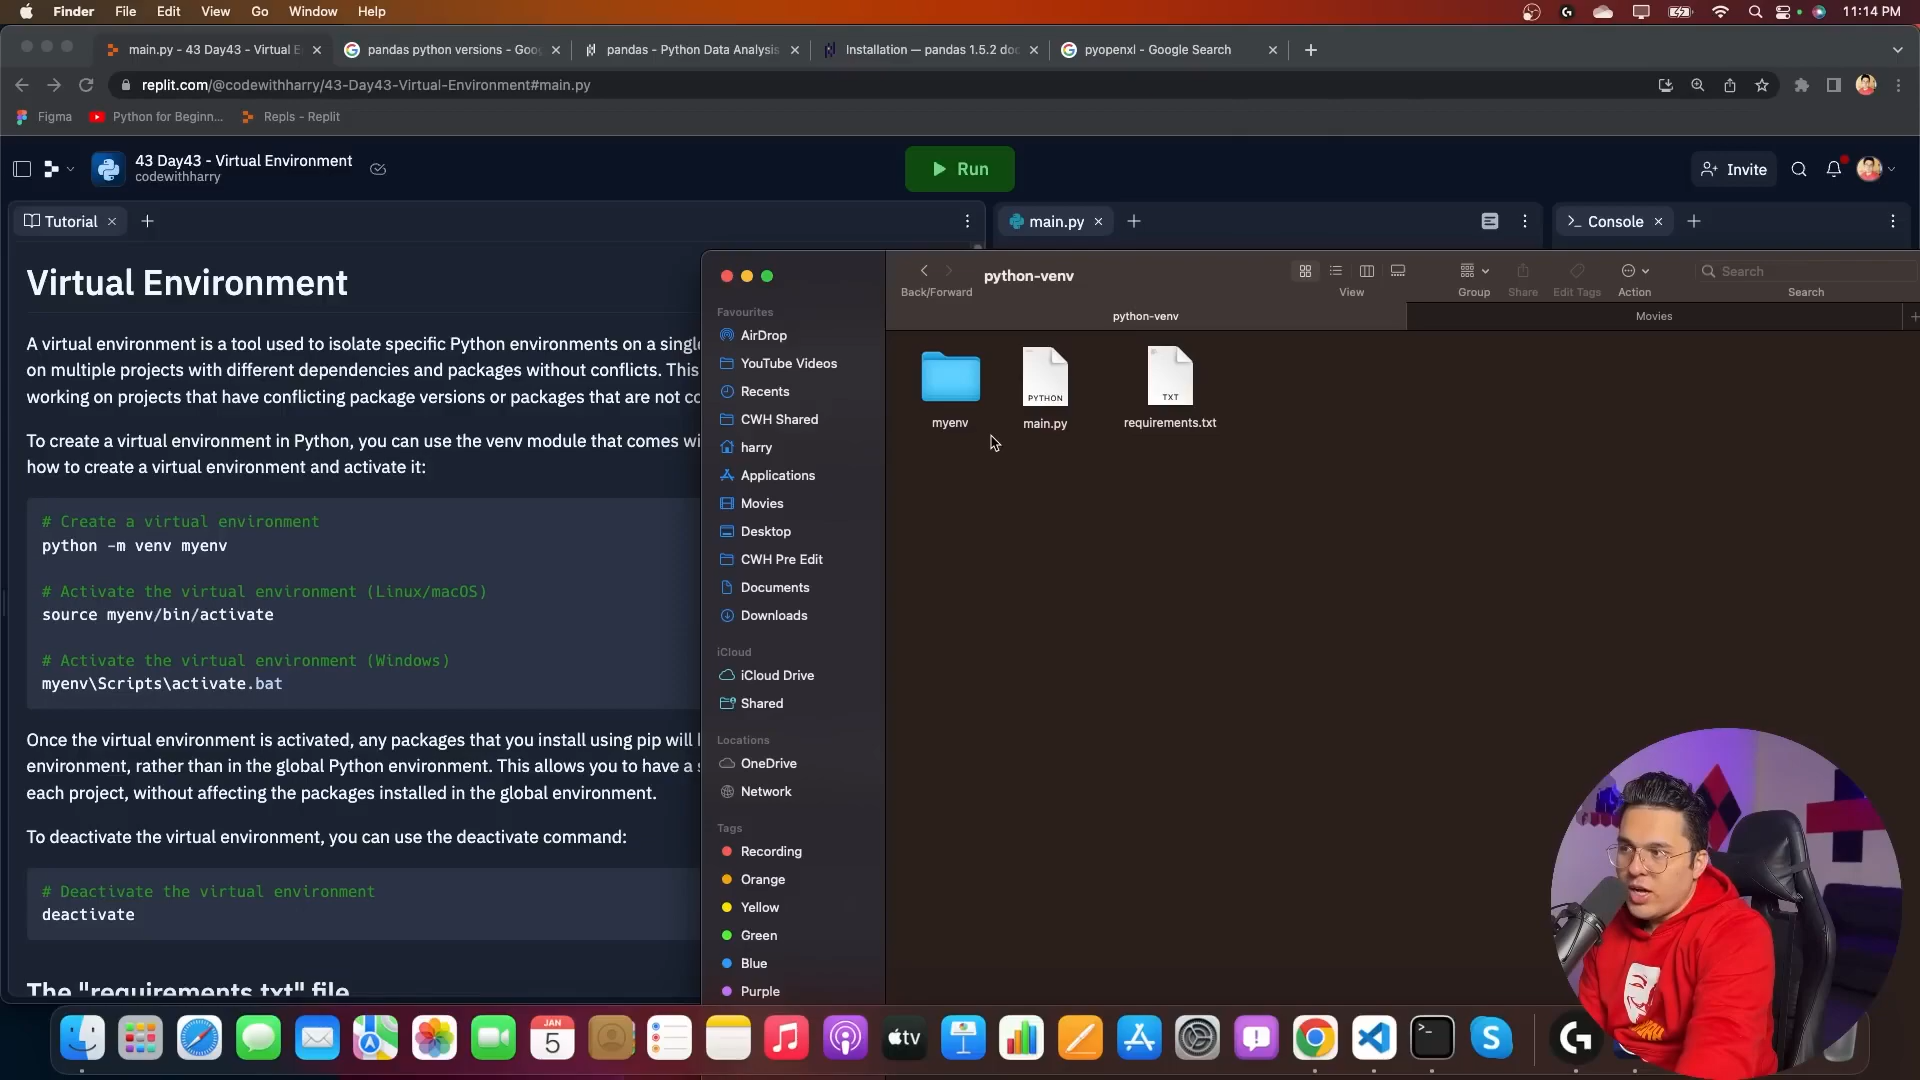 Finder File Edit View Go Window Help
11:14 PM
main.py - 43 Day43 - Virtual E
pandas python versions - Goo
pandas - Python Data Analysis
Installation — pandas 1.5.2 do
pyopenxl - Google Search
replit.com/@codewithharry/43-Day43-Virtual-Environment#main.py
Figma
Python for Beginn...
Repls - Replit
43 Day43 - Virtual Environment
codewithharry
Run
Invite
Tutorial
main.py
Console
Virtual Environment
A virtual environment is a tool used to isolate specific Python environments on a single
on multiple projects with different dependencies and packages without conflicts. This
working on projects that have conflicting package versions or packages that are not co
To create a virtual environment in Python, you can use the venv module that comes wi
how to create a virtual environment and activate it:
# Create a virtual environment
python -m venv myenv
# Activate the virtual environment (Linux/macOS)
source myenv/bin/activate
# Activate the virtual environment (Windows)
myenv\Scripts\activate.bat
Once the virtual environment is activated, any packages that you install using pip will
environment, rather than in the global Python environment. This allows you to have a s
each project, without affecting the packages installed in the global environment.
To deactivate the virtual environment, you can use the deactivate command:
# Deactivate the virtual environment
deactivate
The "requirements.txt" file
Back/Forward
python-venv
View
Group
Share
Edit Tags
Action
Search
Search
python-venv
Movies
Favourites
AirDrop
YouTube Videos
Recents
CWH Shared
harry
Applications
Movies
Desktop
CWH Pre Edit
Documents
Downloads
iCloud
iCloud Drive
Shared
Locations
OneDrive
Network
Tags
Recording
Orange
Yellow
Green
Blue
Purple
myenv
PYTHON
main.py
TXT
requirements.txt
JAN
5
tv